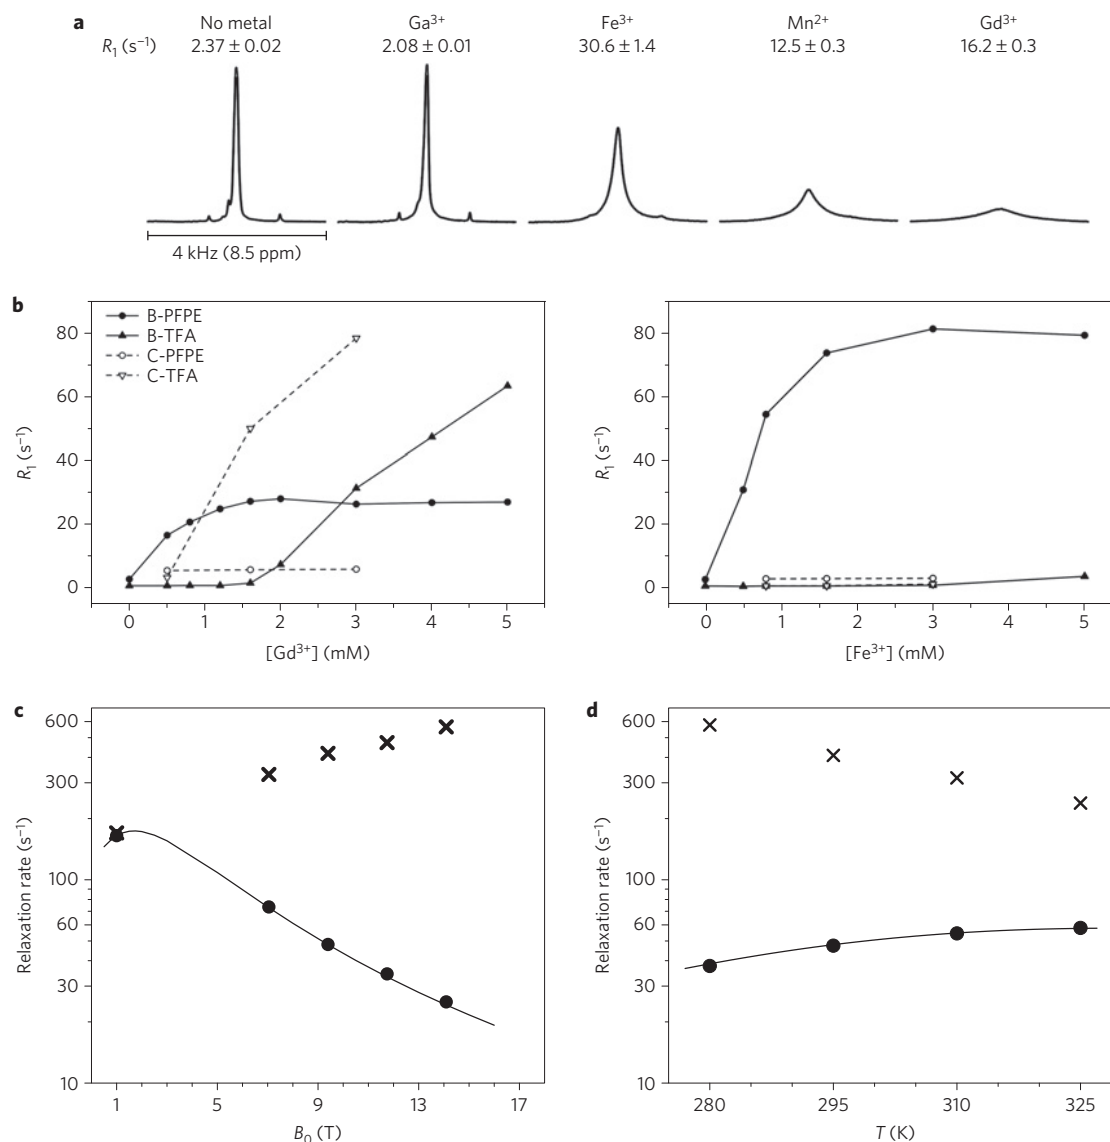 a
No metal Ga³⁺ Fe³⁺ Mn²⁺ Gd³⁺
R₁ (s⁻¹) 2.37 ± 0.02 2.08 ± 0.01 30.6 ± 1.4 12.5 ± 0.3 16.2 ± 0.3
4 kHz (8.5 ppm)
b
B-PFPE
B-TFA
C-PFPE
C-TFA
R₁ (s⁻¹)
80
60
40
20
0
0 1 2 3 4 5
[Gd³⁺] (mM)
R₁ (s⁻¹)
80
60
40
20
0
0 1 2 3 4 5
[Fe³⁺] (mM)
c
Relaxation rate (s⁻¹)
600
300
100
60
30
10
1 5 9 13 17
B₀ (T)
d
Relaxation rate (s⁻¹)
600
300
100
60
30
10
280 295 310 325
T (K)